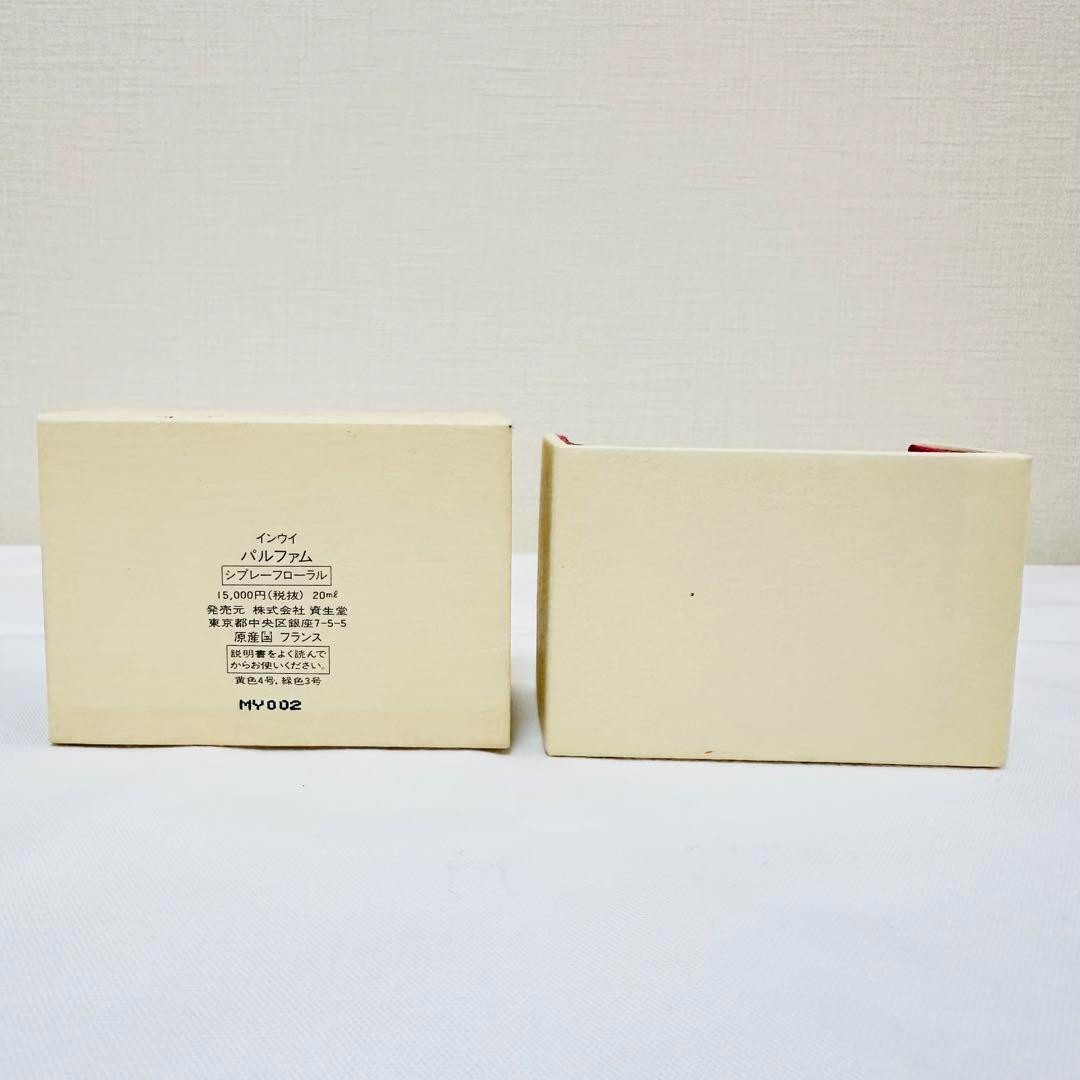 インウイ
パルファム
シプレーフローラル
15,000円(税抜) 20mℓ
発売元 株式会社 資生堂
東京都中央区銀座7-5-5
原産国 フランス
説明書をよく読んで
からお使いください。
黄色4号.緑色3号
MY002